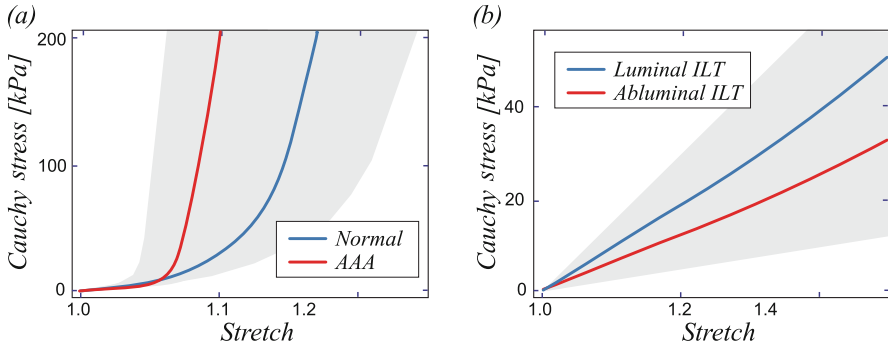 (a)
200
100
0
Cauchy stress [kPa]
Normal
AAA
1.0
1.1
1.2
Stretch
(b)
40
20
0
Cauchy stress [kPa]
Luminal ILT
Abluminal ILT
1.0
1.2
1.4
Stretch